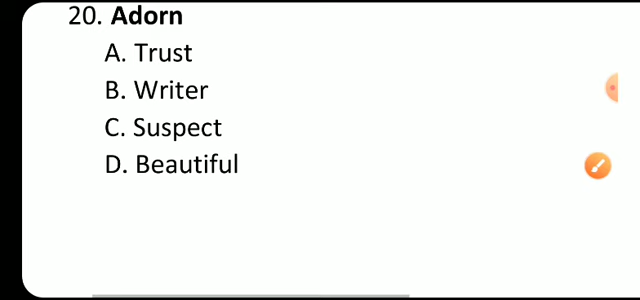 20. Adorn
A. Trust
B. Writer
C. Suspect
D. Beautiful